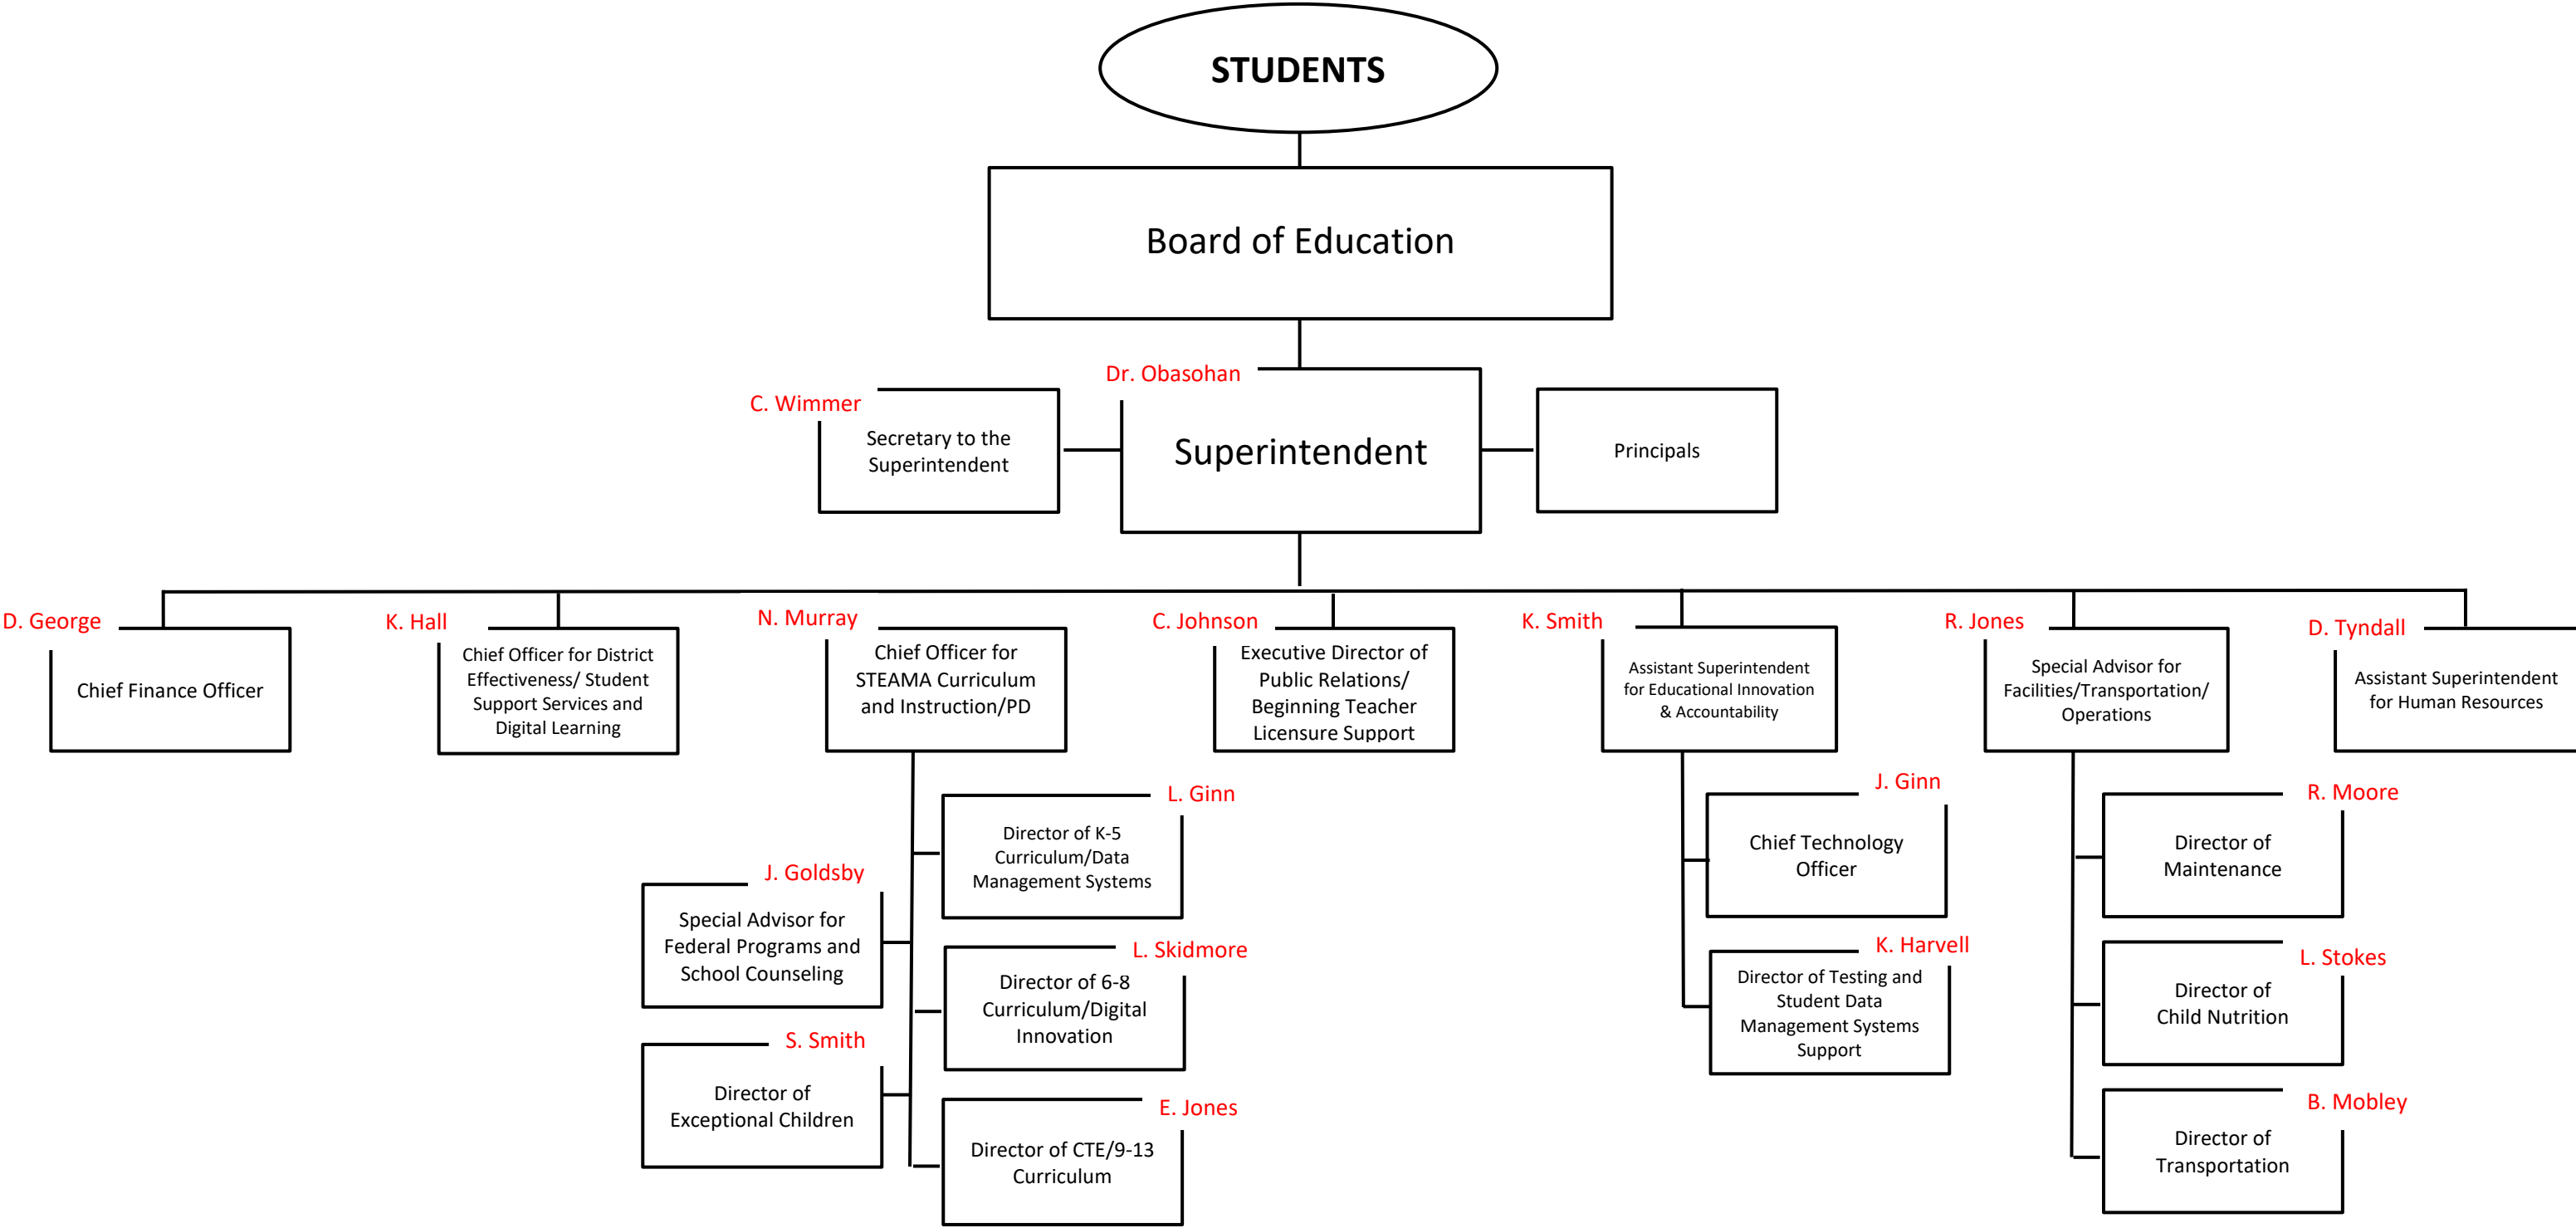 STUDENTS
Board of Education
Dr. Obasohan
Superintendent
C. Wimmer
Secretary to the
Superintendent
Principals
D. George
Chief Finance Officer
K. Hall
Chief Officer for District
Effectiveness/ Student
Support Services and
Digital Learning
N. Murray
Chief Officer for
STEAMA Curriculum
and Instruction/PD
C. Johnson
Executive Director of
Public Relations/
Beginning Teacher
Licensure Support
K. Smith
Assistant Superintendent
for Educational Innovation
& Accountability
R. Jones
Special Advisor for
Facilities/Transportation/
Operations
D. Tyndall
Assistant Superintendent
for Human Resources
J. Goldsby
Special Advisor for
Federal Programs and
School Counseling
S. Smith
Director of
Exceptional Children
L. Ginn
Director of K-5
Curriculum/Data
Management Systems
L. Skidmore
Director of 6-8
Curriculum/Digital
Innovation
E. Jones
Director of CTE/9-13
Curriculum
J. Ginn
Chief Technology
Officer
K. Harvell
Director of Testing and
Student Data
Management Systems
Support
R. Moore
Director of
Maintenance
L. Stokes
Director of
Child Nutrition
B. Mobley
Director of
Transportation